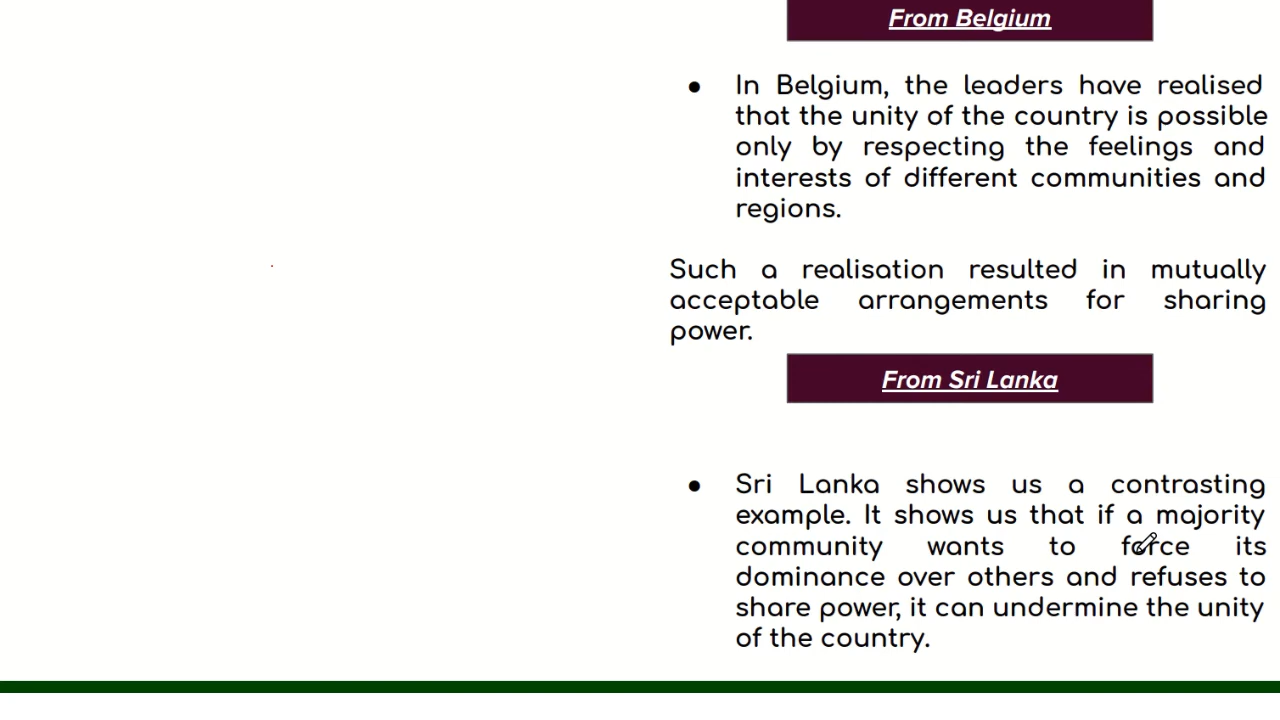 From Belgium
● In Belgium, the leaders have realised
that the unity of the country is possible
only by respecting the feelings and
interests of different communities and
regions.
Such a realisation resulted in mutually
acceptable arrangements for sharing
power.
From Sri Lanka
● Sri Lanka shows us a contrasting
example. It shows us that if a majority
community wants to force its
dominance over others and refuses to
share power, it can undermine the unity
of the country.